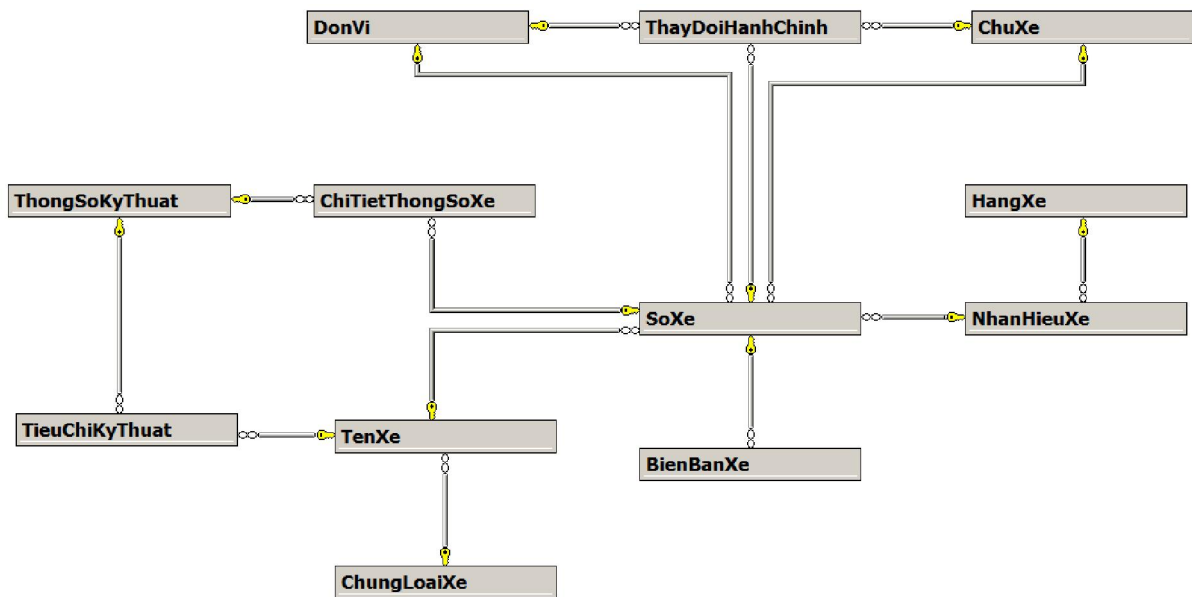 DonVi
ThayDoiHanhChinh
ChuXe
ThongSoKyThuat
ChiTietThongSoXe
HangXe
SoXe
NhanHieuXe
TieuChiKyThuat
TenXe
BienBanXe
ChungLoaiXe